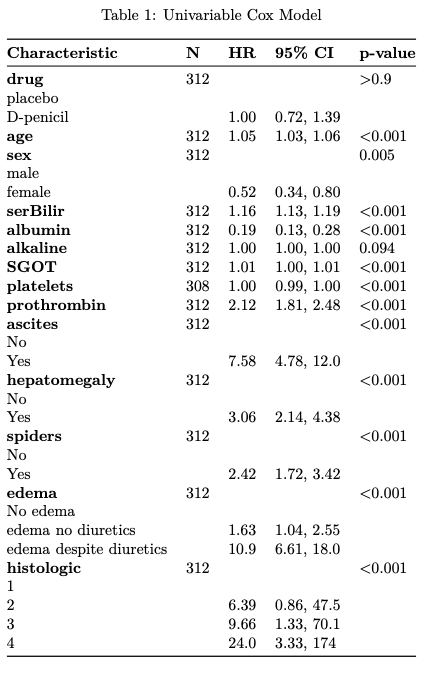 Table 1: Univariable Cox Model
Characteristic N HR 95% CI p-value
drug 312 >0.9
placebo
D-penicil 1.00 0.72, 1.39
age 312 1.05 1.03, 1.06 <0.001
sex 312 0.005
male
female 0.52 0.34, 0.80
serBilir 312 1.16 1.13, 1.19 <0.001
albumin 312 0.19 0.13, 0.28 <0.001
alkaline 312 1.00 1.00, 1.00 0.094
SGOT 312 1.01 1.00, 1.01 <0.001
platelets 308 1.00 0.99, 1.00 <0.001
prothrombin 312 2.12 1.81, 2.48 <0.001
ascites 312 <0.001
No
Yes 7.58 4.78, 12.0
hepatomegaly 312 <0.001
No
Yes 3.06 2.14, 4.38
spiders 312 <0.001
No
Yes 2.42 1.72, 3.42
edema 312 <0.001
No edema
edema no diuretics 1.63 1.04, 2.55
edema despite diuretics 10.9 6.61, 18.0
histologic 312 <0.001
1
2 6.39 0.86, 47.5
3 9.66 1.33, 70.1
4 24.0 3.33, 174